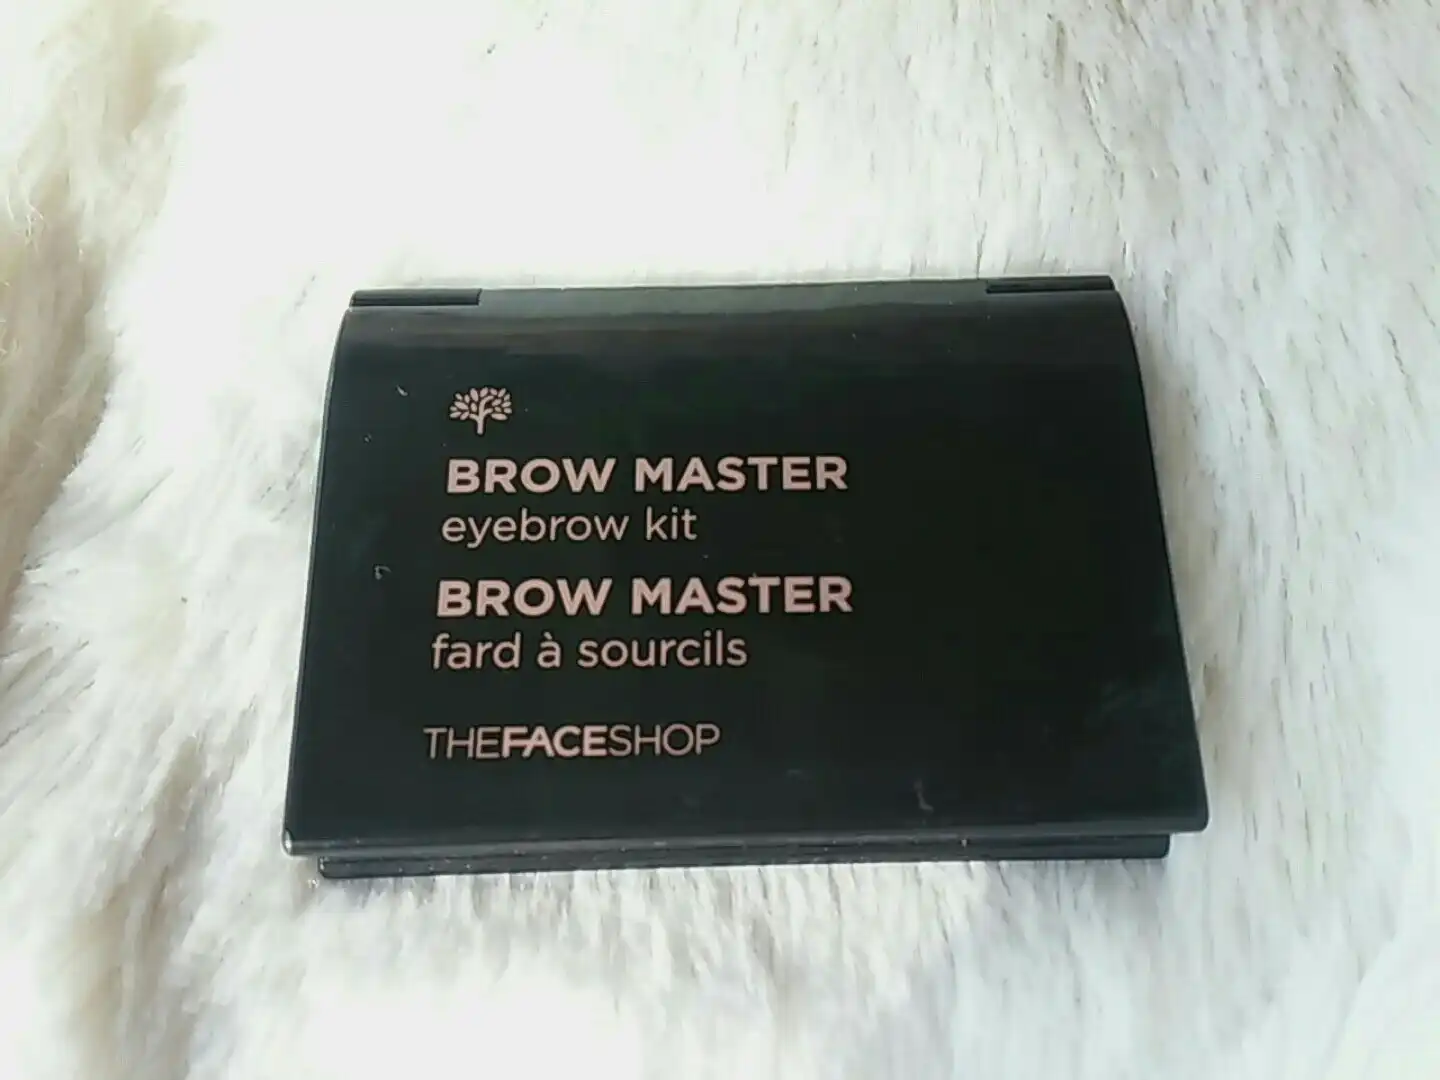 BROW MASTER
eyebrow kit
BROW MASTER
fard à sourcils
THEFACESHOP